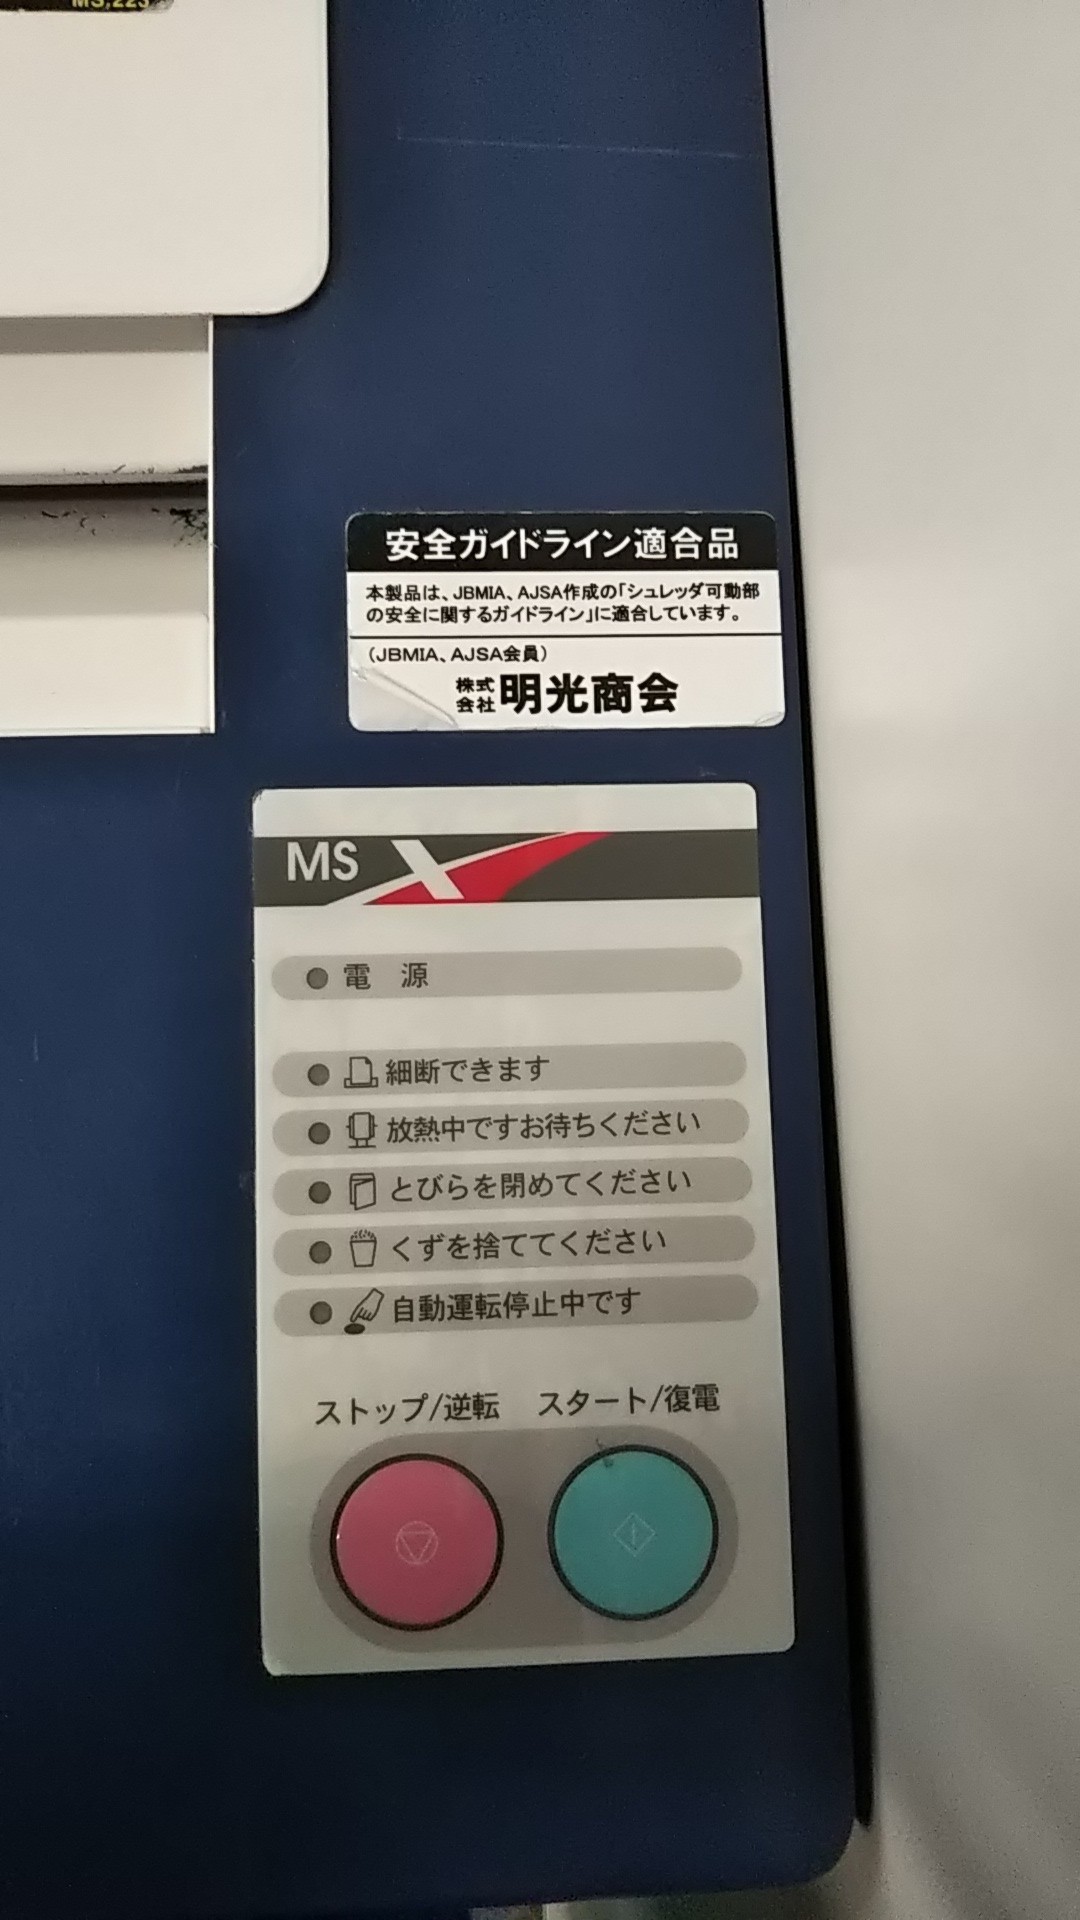 安全ガイドライン適合品
本製品は、JBMIA、AJSA作成の「シュレッダ可動部
の安全に関するガイドライン」に適合しています。
(JBMIA、AJSA会員)
株式会社 明光商会
MS X
電 源
細断できます
放熱中ですお待ちください
とびらを閉めてください
くずを捨ててください
自動運転停止中です
ストップ/逆転 スタート/復電